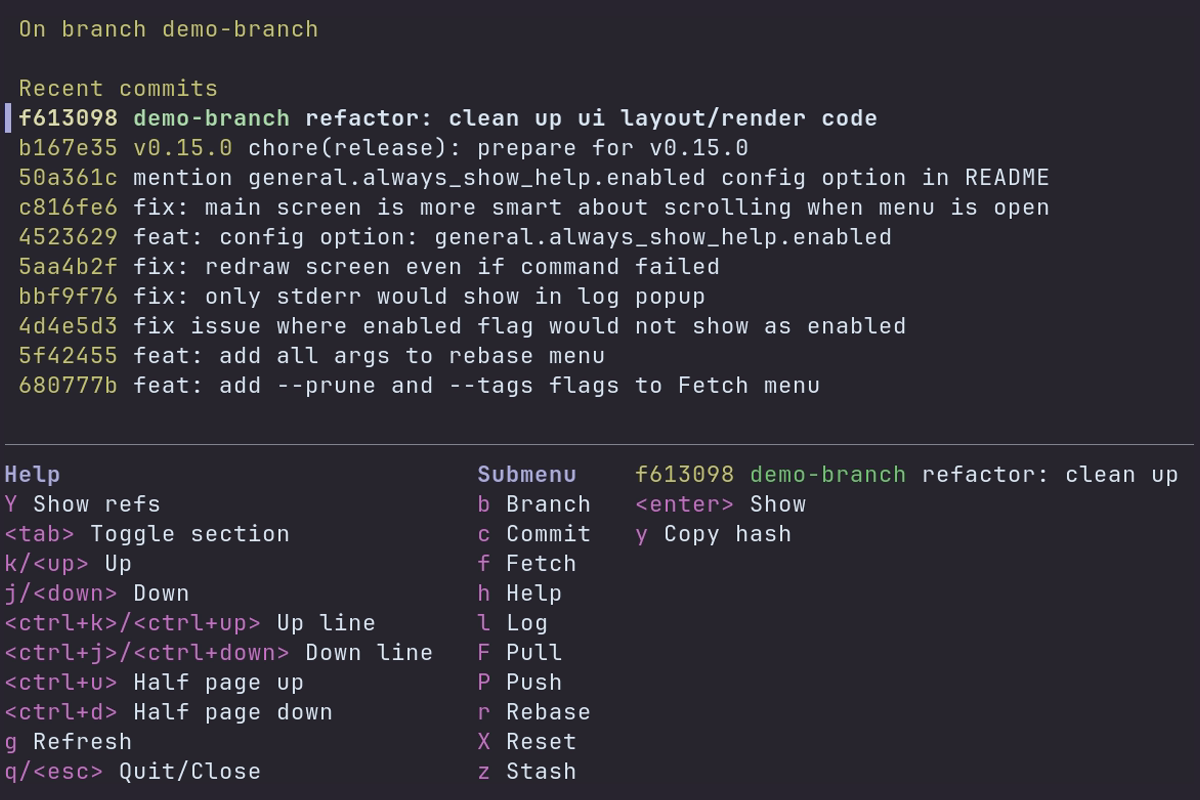 On branch demo-branch
Recent commits
f613098 demo-branch refactor: clean up ui layout/render code
b167e35 v0.15.0 chore(release): prepare for v0.15.0
50a361c mention general.always_show_help.enabled config option in README
c816fe6 fix: main screen is more smart about scrolling when menu is open
4523629 feat: config option: general.always_show_help.enabled
5aa4b2f fix: redraw screen even if command failed
bbf9f76 fix: only stderr would show in log popup
4d4e5d3 fix issue where enabled flag would not show as enabled
5f42455 feat: add all args to rebase menu
680777b feat: add --prune and --tags flags to Fetch menu
Help
Y Show refs
<tab> Toggle section
k/<up> Up
j/<down> Down
<ctrl+k>/<ctrl+up> Up line
<ctrl+j>/<ctrl+down> Down line
<ctrl+u> Half page up
<ctrl+d> Half page down
g Refresh
q/<esc> Quit/Close
Submenu
b Branch
c Commit
f Fetch
h Help
l Log
F Pull
P Push
r Rebase
X Reset
z Stash
f613098 demo-branch refactor: clean up
<enter> Show
y Copy hash